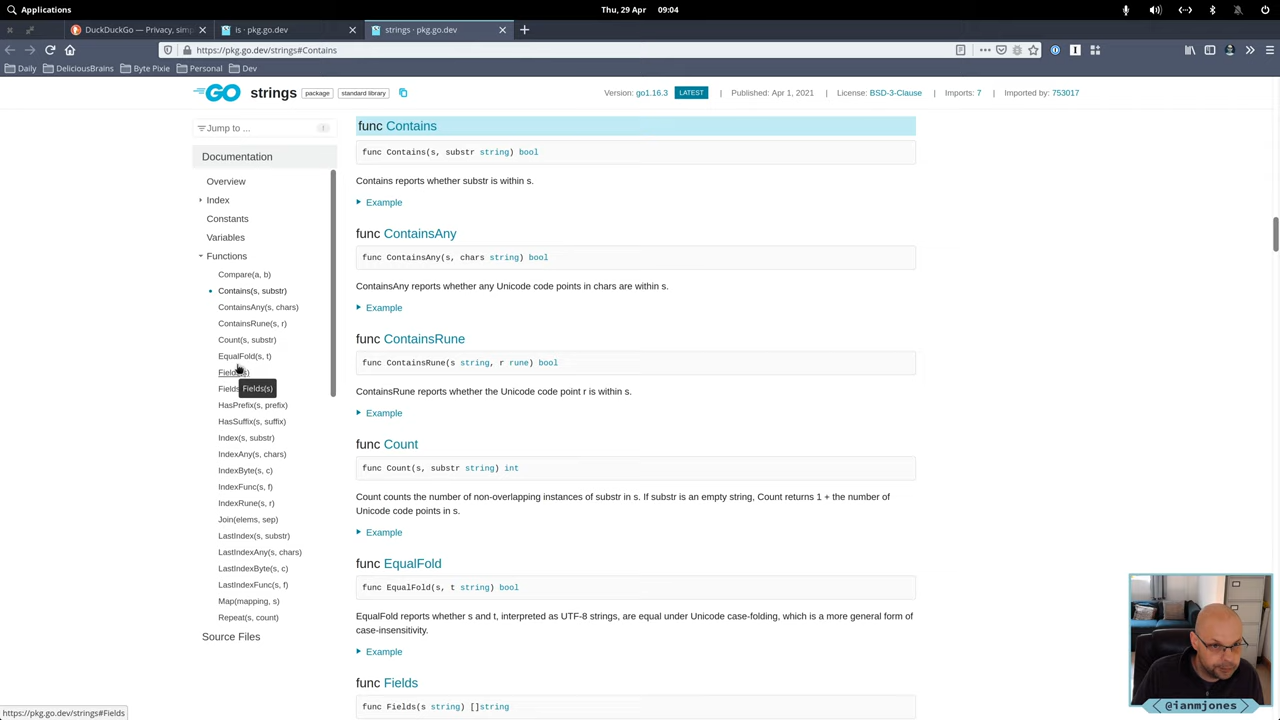 Applications
Thu, 29 Apr 09:04
DuckDuckGo — Privacy, sim
is · pkg.go.dev
strings · pkg.go.dev
https://pkg.go.dev/strings#Contains
Daily
DeliciousBrains
Byte Pixie
Personal
Dev
GO
strings
package
standard library
Version: go1.16.3
LATEST
| Published: Apr 1, 2021
| License: BSD-3-Clause
| Imports: 7
| Imported by: 753017
Jump to ...
Documentation
Overview
Index
Constants
Variables
Functions
Compare(a, b)
Contains(s, substr)
ContainsAny(s, chars)
ContainsRune(s, r)
Count(s, substr)
EqualFold(s, t)
Fields(s)
Fields
Fields(s)
HasPrefix(s, prefix)
HasSuffix(s, suffix)
Index(s, substr)
IndexAny(s, chars)
IndexByte(s, c)
IndexFunc(s, f)
IndexRune(s, r)
Join(elems, sep)
LastIndex(s, substr)
LastIndexAny(s, chars)
LastIndexByte(s, c)
LastIndexFunc(s, f)
Map(mapping, s)
Repeat(s, count)
Source Files
func Contains
func Contains(s, substr string) bool
Contains reports whether substr is within s.
Example
func ContainsAny
func ContainsAny(s, chars string) bool
ContainsAny reports whether any Unicode code points in chars are within s.
Example
func ContainsRune
func ContainsRune(s string, r rune) bool
ContainsRune reports whether the Unicode code point r is within s.
Example
func Count
func Count(s, substr string) int
Count counts the number of non-overlapping instances of substr in s. If substr is an empty string, Count returns 1 + the number of
Unicode code points in s.
Example
func EqualFold
func EqualFold(s, t string) bool
EqualFold reports whether s and t, interpreted as UTF-8 strings, are equal under Unicode case-folding, which is a more general form of
case-insensitivity.
Example
func Fields
func Fields(s string) []string
https://pkg.go.dev/strings#Fields
@ianmjones